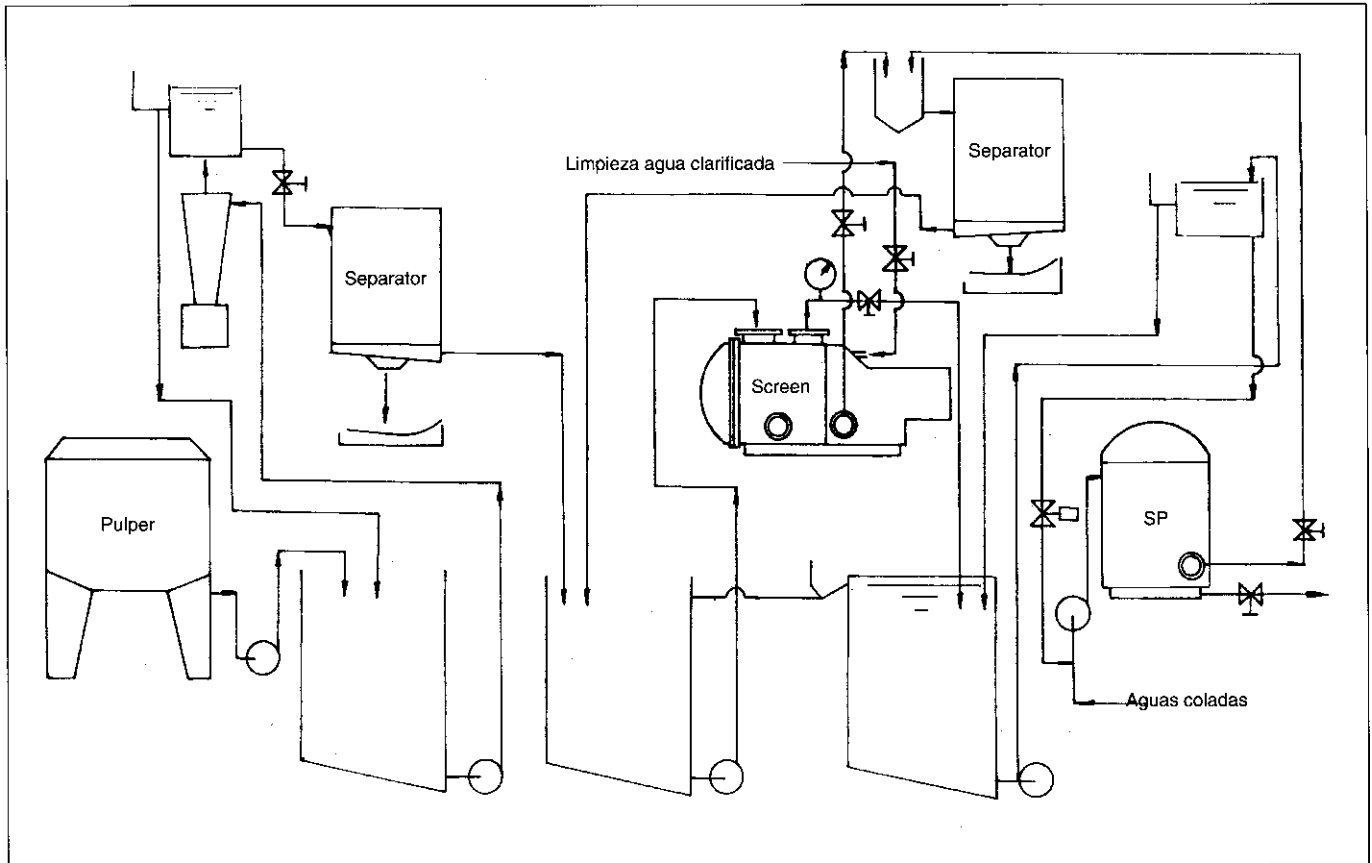 Limpieza agua clarificada
Separator
Separator
Screen
Pulper
SP
Aguas coladas